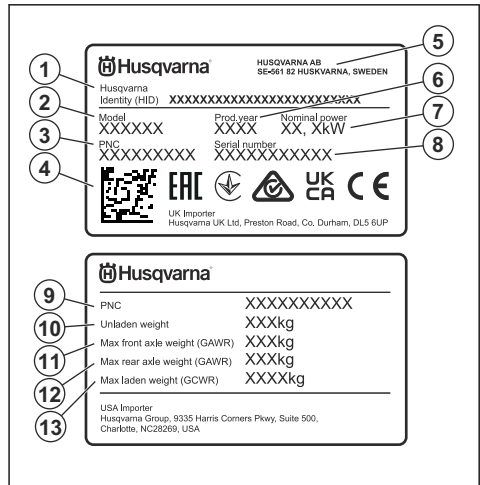 5
Husqvarna
HUSQVARNA AB
SE-561 82 HUSKVARNA, SWEDEN
1
6
Husqvarna
Identity (HID) XXXXXXXXXXXXXXXXXXXXXXXXXXX
2
Model Prod.year Nominal power
XXXXXX XXXX XX, XkW
7
3
PNC Serial number
XXXXXXXXX XXXXXXXXXXX
8
4
EAC UK CA CE
UK Importer
Husqvarna UK Ltd, Preston Road, Co. Durham, DL5 6UP
Husqvarna
9
PNC XXXXXXXXXX
10
Unladen weight XXXkg
11
Max front axle weight (GAWR) XXXkg
12
Max rear axle weight (GAWR) XXXkg
13
Max laden weight (GCWR) XXXXkg
USA Importer
Husqvarna Group, 9335 Harris Corners Pkwy, Suite 500,
Charlotte, NC28269, USA